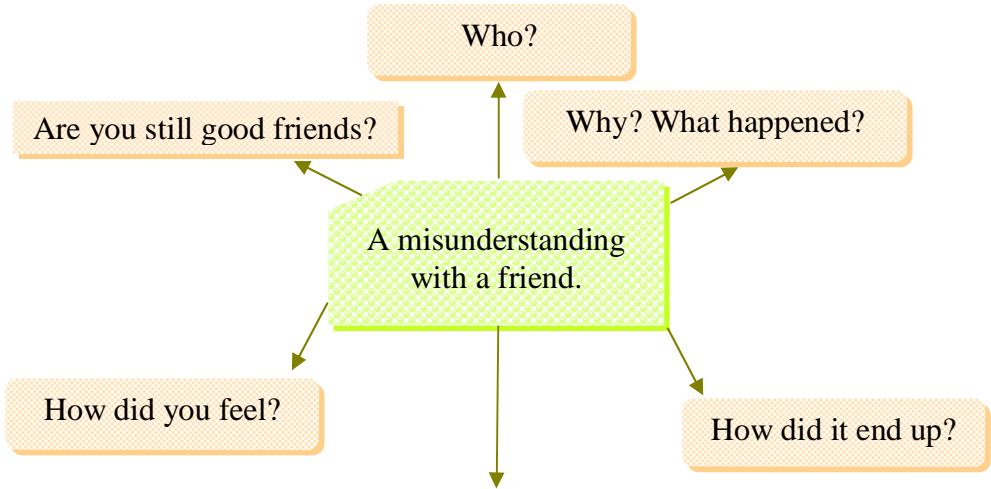 Who?
Are you still good friends?
Why? What happened?
A misunderstanding
with a friend.
How did you feel?
How did it end up?